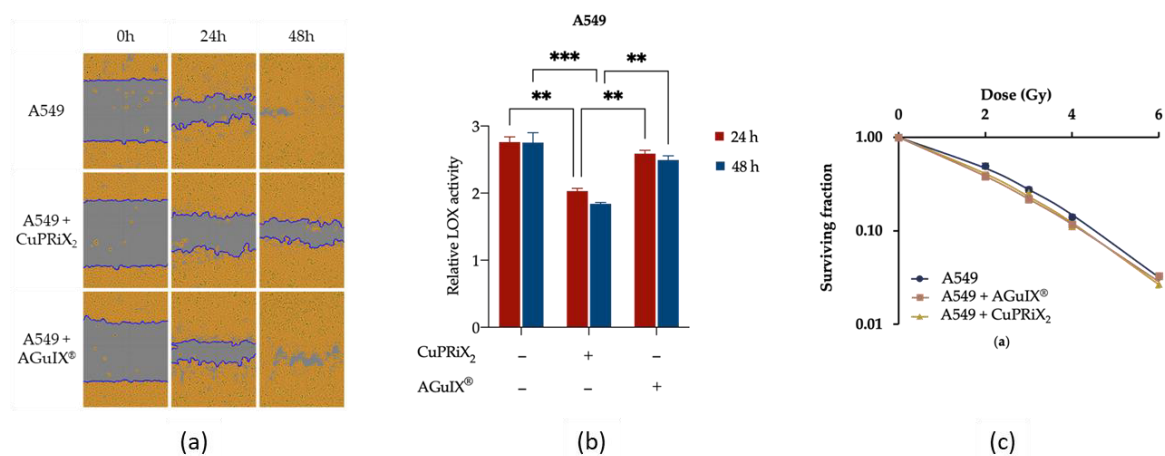 0h 24h 48h
A549
A549 +
CuPRiX₂
A549 +
AGuIX®
(a)
A549
*** **
** **
3
2
1
0
Relative LOX activity
24 h
48 h
CuPRiX₂ – + –
AGuIX® – – +
(b)
Dose (Gy)
0 2 4 6
1.00
0.10
0.01
Surviving fraction
A549
A549 + AGuIX®
A549 + CuPRiX₂
(a)
(c)